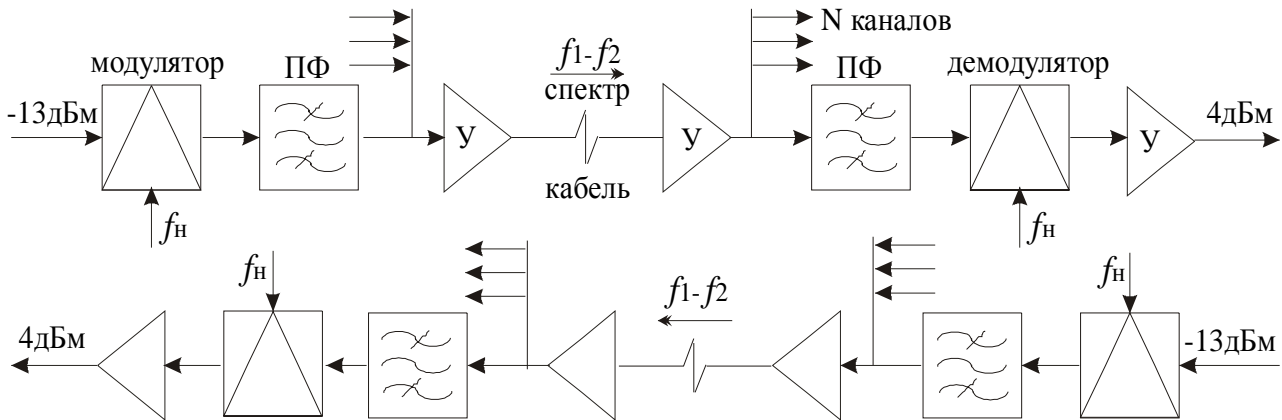 N каналов
f1-f2
модулятор
ПФ
ПФ
демодулятор
-13дБм
спектр
4дБм
У
У
У
кабель
fн
fн
fн
fн
f1-f2
4дБм
-13дБм